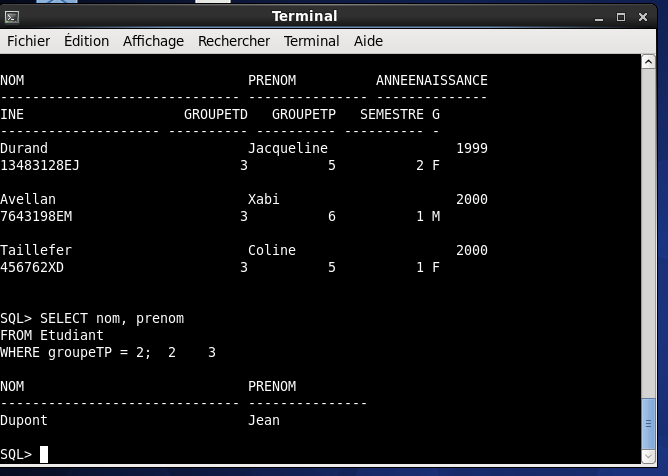 Terminal
Fichier Édition Affichage Rechercher Terminal Aide
NOM PRENOM ANNEENAISSANCE
------------------------------ --------------- --------------
INE GROUPETD GROUPETP SEMESTRE G
-------------------- ---------- ---------- ---------- -
Durand Jacqueline 1999
13483128EJ 3 5 2 F
Avellan Xabi 2000
7643198EM 3 6 1 M
Taillefer Coline 2000
456762XD 3 5 1 F
SQL> SELECT nom, prenom
FROM Etudiant
WHERE groupeTP = 2; 2 3
NOM PRENOM
------------------------------ ---------------
Dupont Jean
SQL>